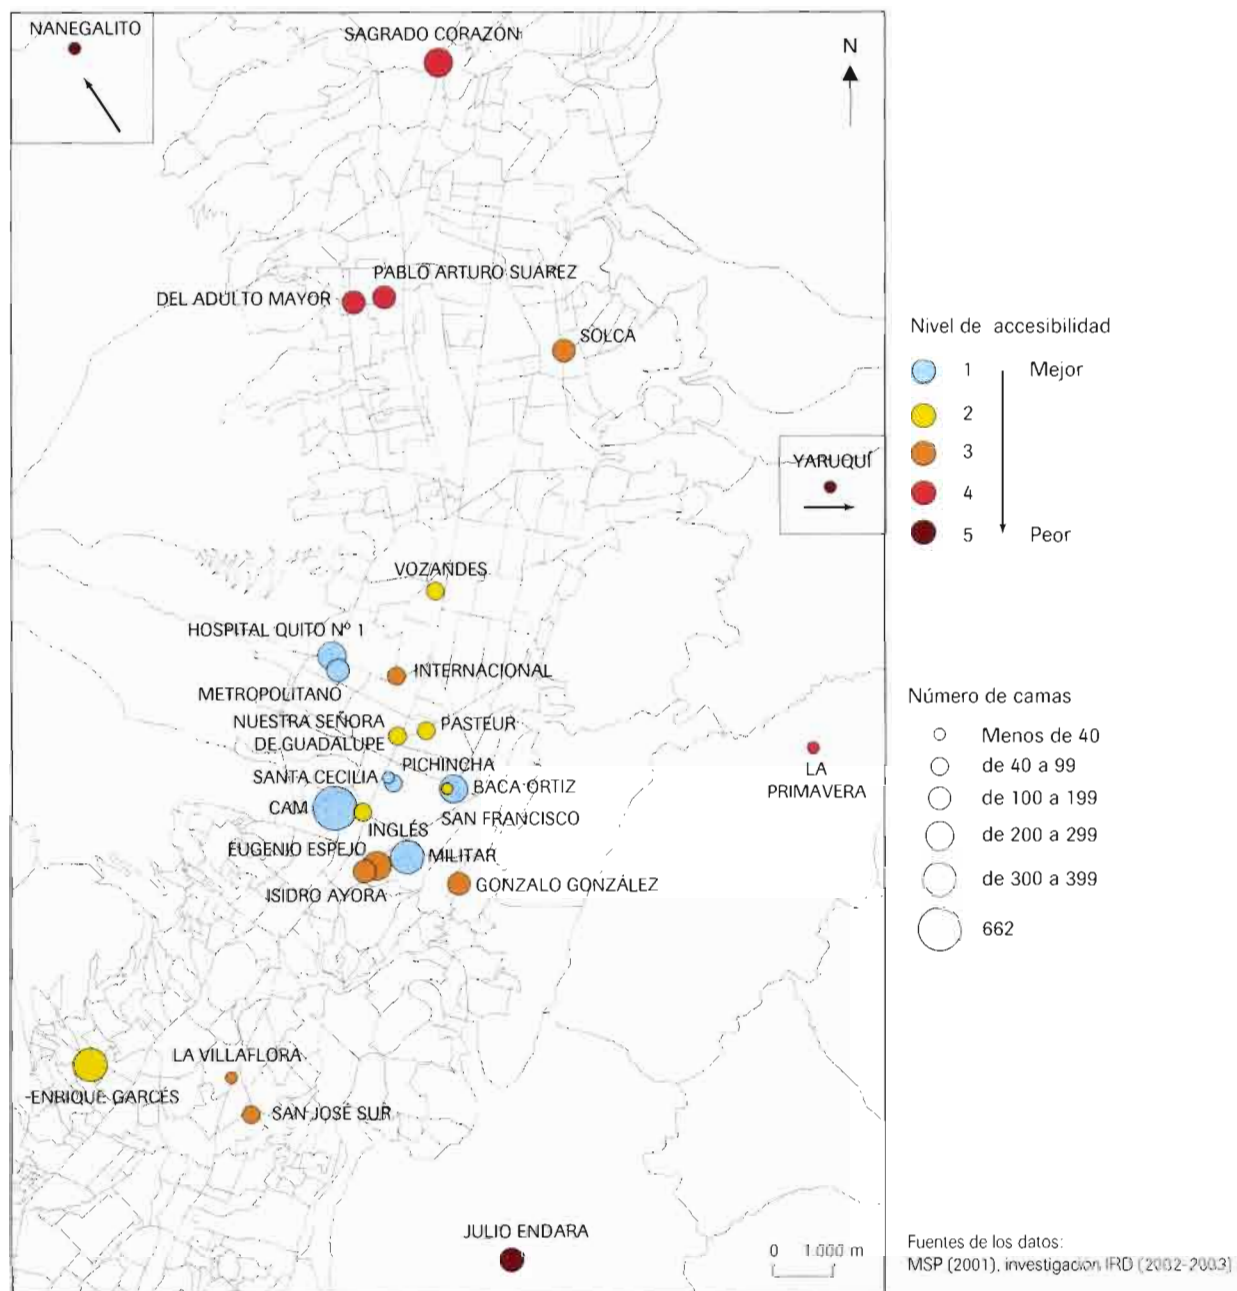 NANEGALITO
SAGRADO CORAZÓN
N
PABLO ARTURO SUÁREZ
DEL ADULTO MAYOR
SOLCA
YARUQUÍ
VOZANDES
HOSPITAL QUITO Nº 1
INTERNACIONAL
METROPOLITANO
NUESTRA SEÑORA
DE GUADALUPE
PASTEUR
PICHINCHA
SANTA CECILIA
BACA ORTIZ
CAM
SAN FRANCISCO
INGLÉS
EUGENIO ESPEJO
MILITAR
ISIDRO AYORA
GONZALO GONZÁLEZ
LA
PRIMAVERA
LA VILLAFLORA
ENRIQUE GARCÉS
SAN JOSÉ SUR
JULIO ENDARA
0 1.000 m
Nivel de accesibilidad
1 Mejor
2
3
4
5 Peor
Número de camas
Menos de 40
de 40 a 99
de 100 a 199
de 200 a 299
de 300 a 399
662
Fuentes de los datos:
MSP (2001), investigación IRD (2002-2003)